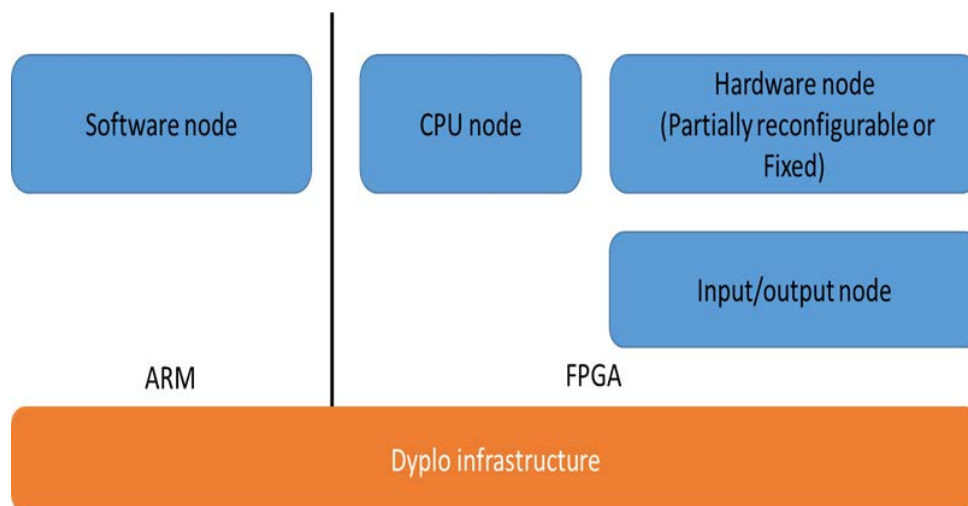 Software node
CPU node
Hardware node
(Partially reconfigurable or
Fixed)
Input/output node
ARM
FPGA
Dyplo infrastructure